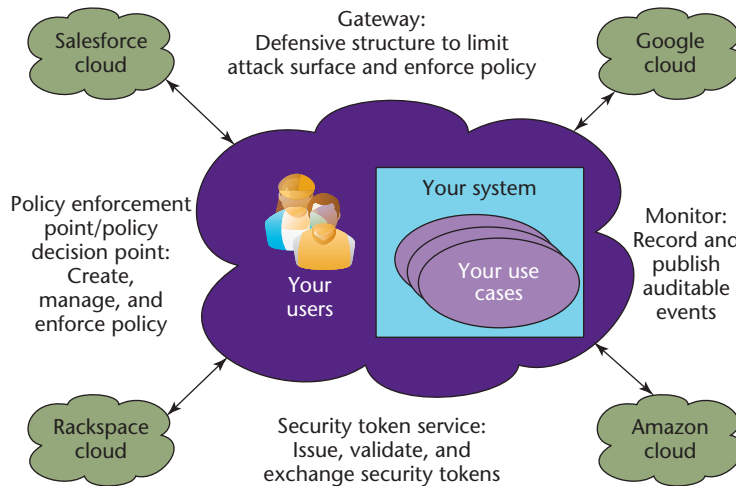 Salesforce
cloud
Gateway:
Defensive structure to limit
attack surface and enforce policy
Google
cloud
Policy enforcement
point/policy
decision point:
Create,
manage, and
enforce policy
Your
users
Your system
Your use
cases
Monitor:
Record and
publish
auditable
events
Rackspace
cloud
Security token service:
Issue, validate, and
exchange security tokens
Amazon
cloud